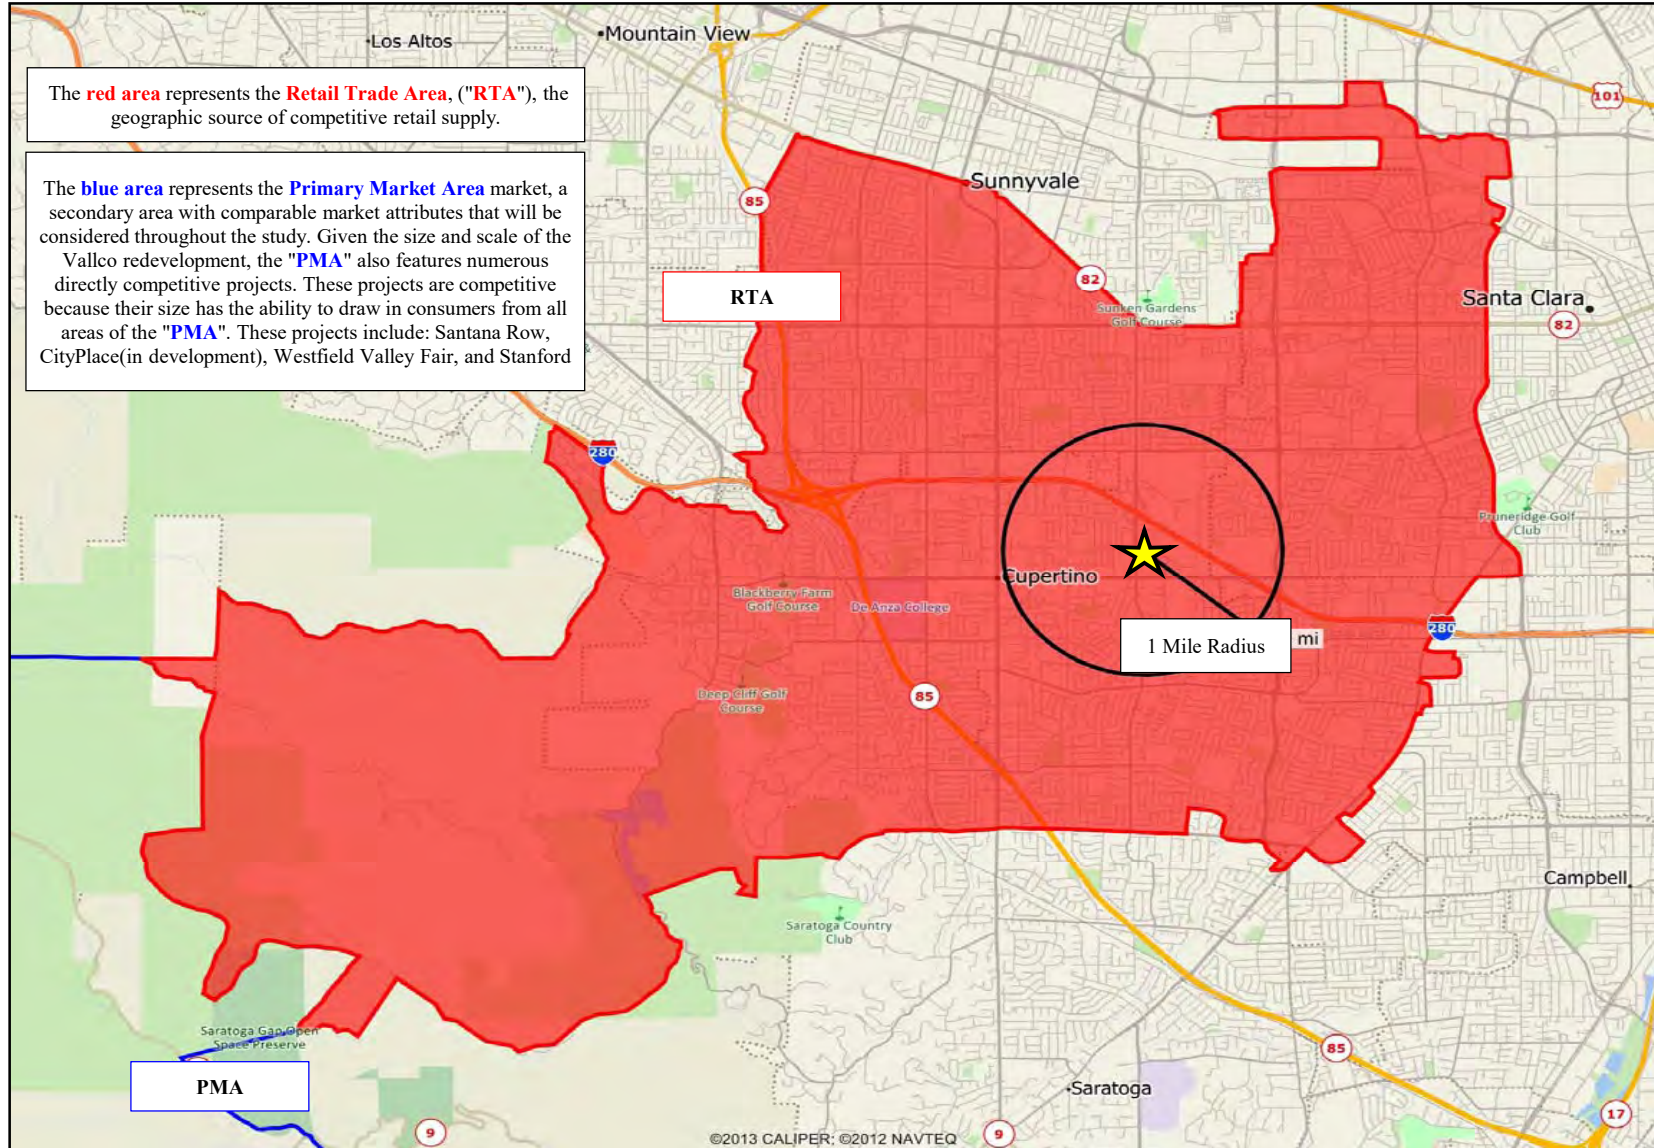 Los Altos
Mountain View
101
The red area represents the Retail Trade Area, ("RTA"), the
geographic source of competitive retail supply.
The blue area represents the Primary Market Area market, a
secondary area with comparable market attributes that will be
considered throughout the study. Given the size and scale of the
Vallco redevelopment, the "PMA" also features numerous
directly competitive projects. These projects are competitive
because their size has the ability to draw in consumers from all
areas of the "PMA". These projects include: Santana Row,
CityPlace(in development), Westfield Valley Fair, and Stanford
85
Sunnyvale
RTA
82
Sunken Gardens
Golf Course
Santa Clara
82
280
Pruneridge Golf
Club
Cupertino
Blackberry Farm
Golf Course
De Anza College
1 Mile Radius
mi
280
Deep Cliff Golf
Course
85
Campbell
Saratoga Country
Club
Saratoga Gap Open
Space Preserve
PMA
85
Saratoga
17
9
©2013 CALIPER; ©2012 NAVTEQ
9